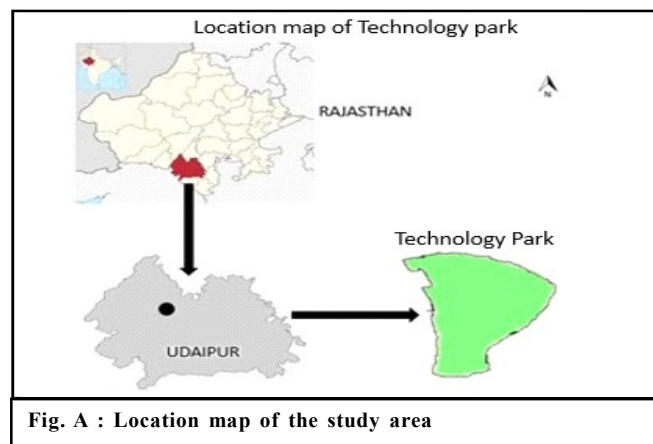 Location map of Technology park
RAJASTHAN
N
Technology Park
UDAIPUR
Fig. A : Location map of the study area